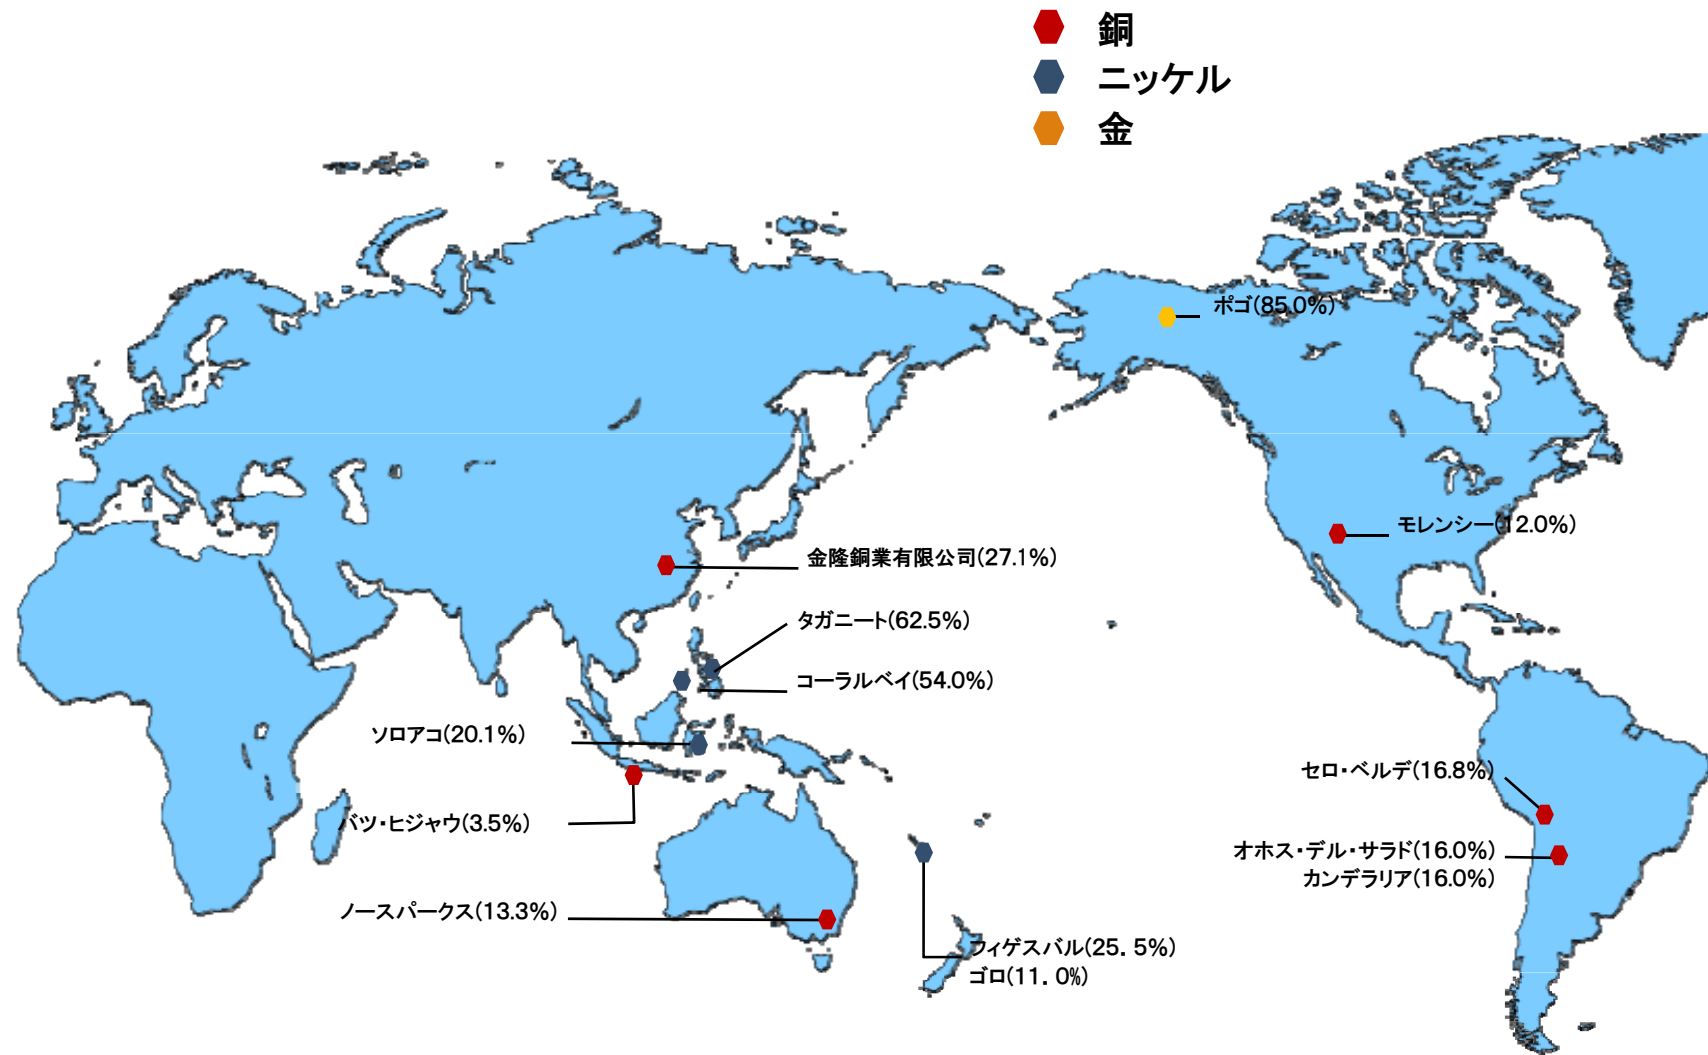 銅
ニッケル
金
ポゴ(85.0%)
モレンシー(12.0%)
金隆銅業有限公司(27.1%)
タガニート(62.5%)
コーラルベイ(54.0%)
ソロアコ(20.1%)
セロ・ベルデ(16.8%)
バツ・ヒジャウ(3.5%)
オホス・デル・サラド(16.0%)
カンデラリア(16.0%)
ノースパークス(13.3%)
フィゲスバル(25．5%)
ゴロ(11．0%)